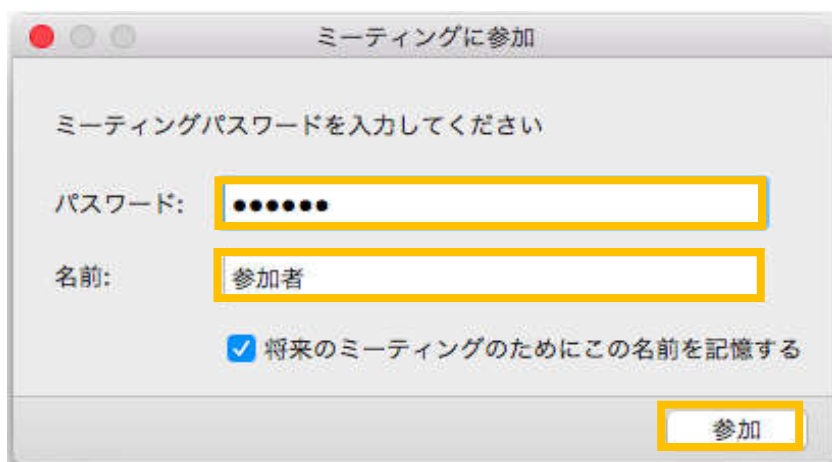 ミーティングに参加
ミーティングパスワードを入力してください
パスワード: ●●●●●●
名前: 参加者
将来のミーティングのためにこの名前を記憶する
参加